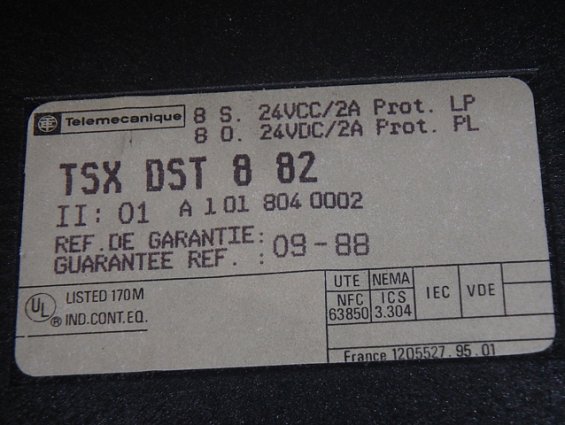 Telemecanique
8 S. 24VCC/2A Prot. LP
8 O. 24VDC/2A Prot. PL
TSX DST 8 82
II: 01 A 1 01 804 0002
REF. DE GARANTIE:
GUARANTEE REF. : 09-88
UL ® LISTED 170M
IND. CONT. EQ.
UTE NEMA IEC VDE
NFC ICS
63850 3.304
France 1205527.95.01